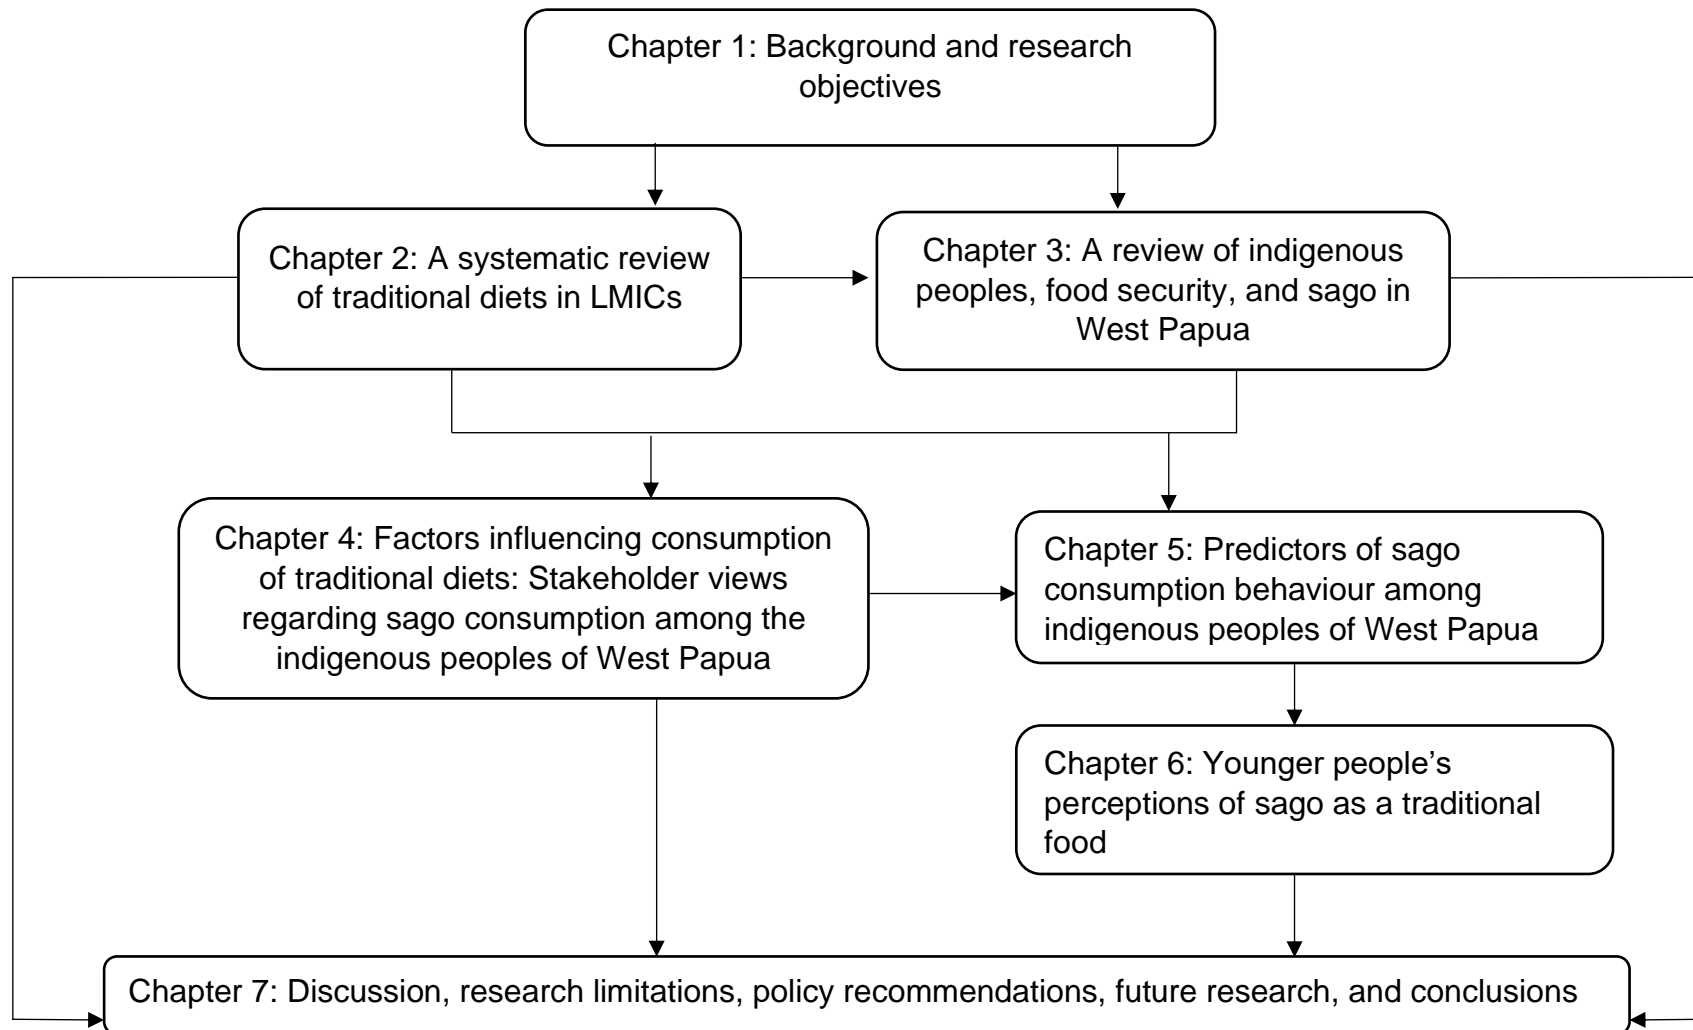 Chapter 1: Background and research
objectives
Chapter 2: A systematic review
of traditional diets in LMICs
Chapter 3: A review of indigenous
peoples, food security, and sago in
West Papua
Chapter 4: Factors influencing consumption
of traditional diets: Stakeholder views
regarding sago consumption among the
indigenous peoples of West Papua
Chapter 5: Predictors of sago
consumption behaviour among
indigenous peoples of West Papua
Chapter 6: Younger people’s
perceptions of sago as a traditional
food
Chapter 7: Discussion, research limitations, policy recommendations, future research, and conclusions